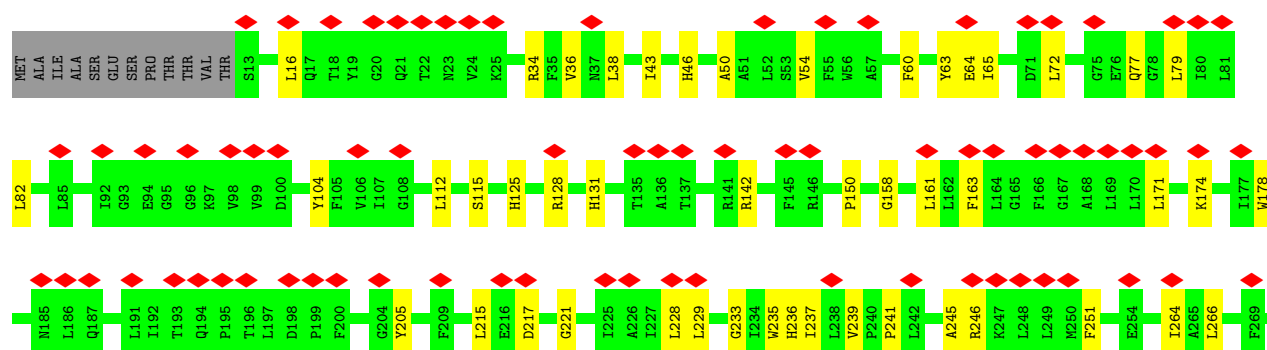 MET ALA ILE ALA SER GLU SER PRO THR THR VAL THR S13 L16 Q17 T18 Y19 G20 Q21 T22 N23 V24 K25 R34 F35 V36 N37 L38 I43 H46 A50 A51 L52 S53 V54 F55 W56 A57 F60 Y63 E64 I65 D71 L72 G75 E76 Q77 G78 L79 I80 L81
L82 L85 I92 G93 E94 G95 G96 K97 V98 V99 D100 Y104 F105 V106 I107 G108 L112 S115 H125 R128 H131 T135 A136 T137 R141 R142 F145 R146 P150 G158 L161 L162 F163 L164 G165 F166 G167 A168 L169 L170 L171 K174 I177 W178
N185 L186 Q187 L191 I192 T193 Q194 P195 T196 L197 D198 P199 F200 G204 Y205 F209 L215 E216 D217 G221 I225 A226 I227 L228 L229 G233 I234 W235 H236 I237 L238 V239 P240 P241 L242 A245 R246 K247 L248 L249 M250 F251 E254 I264 A265 L266 F269